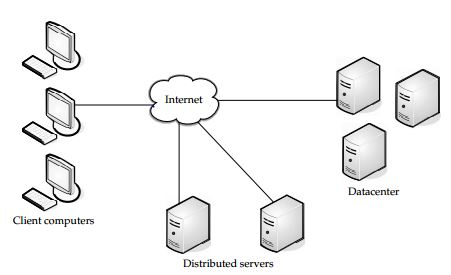 Internet
Datacenter
Client computers
Distributed servers